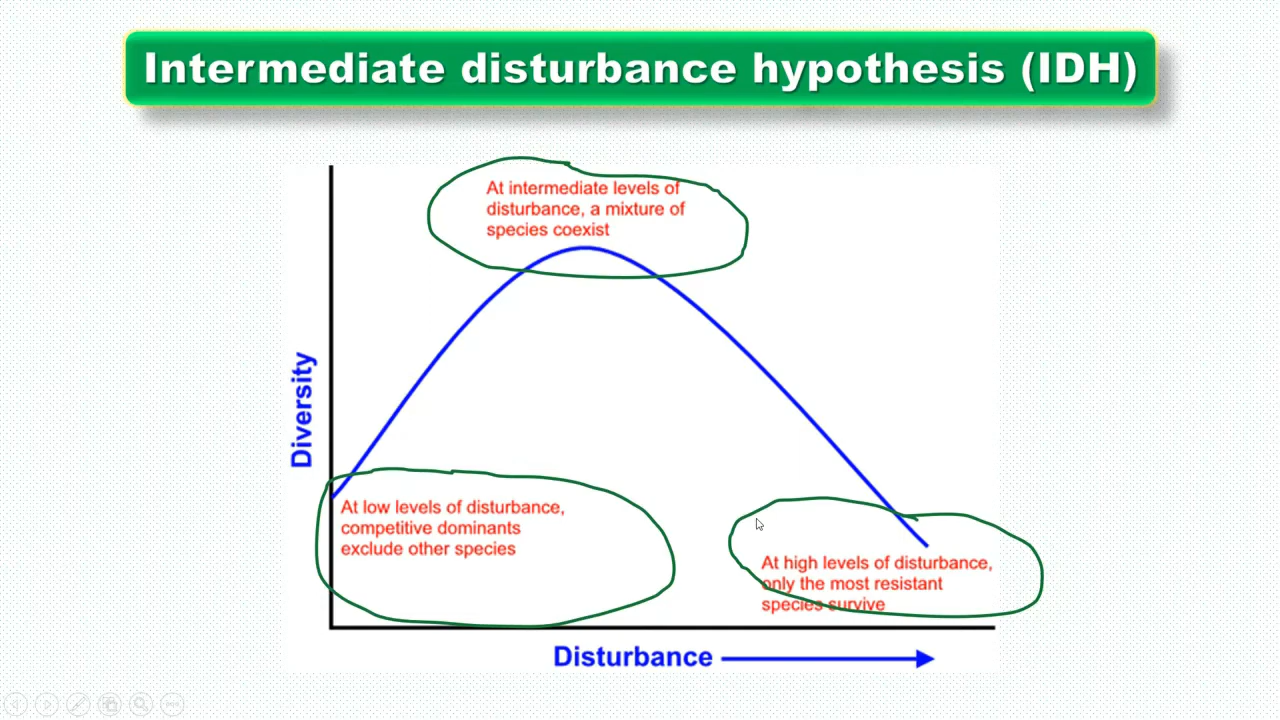 Intermediate disturbance hypothesis (IDH)
At intermediate levels of
disturbance, a mixture of
species coexist
Diversity
At low levels of disturbance,
competitive dominants
exclude other species
At high levels of disturbance,
only the most resistant
species survive
Disturbance